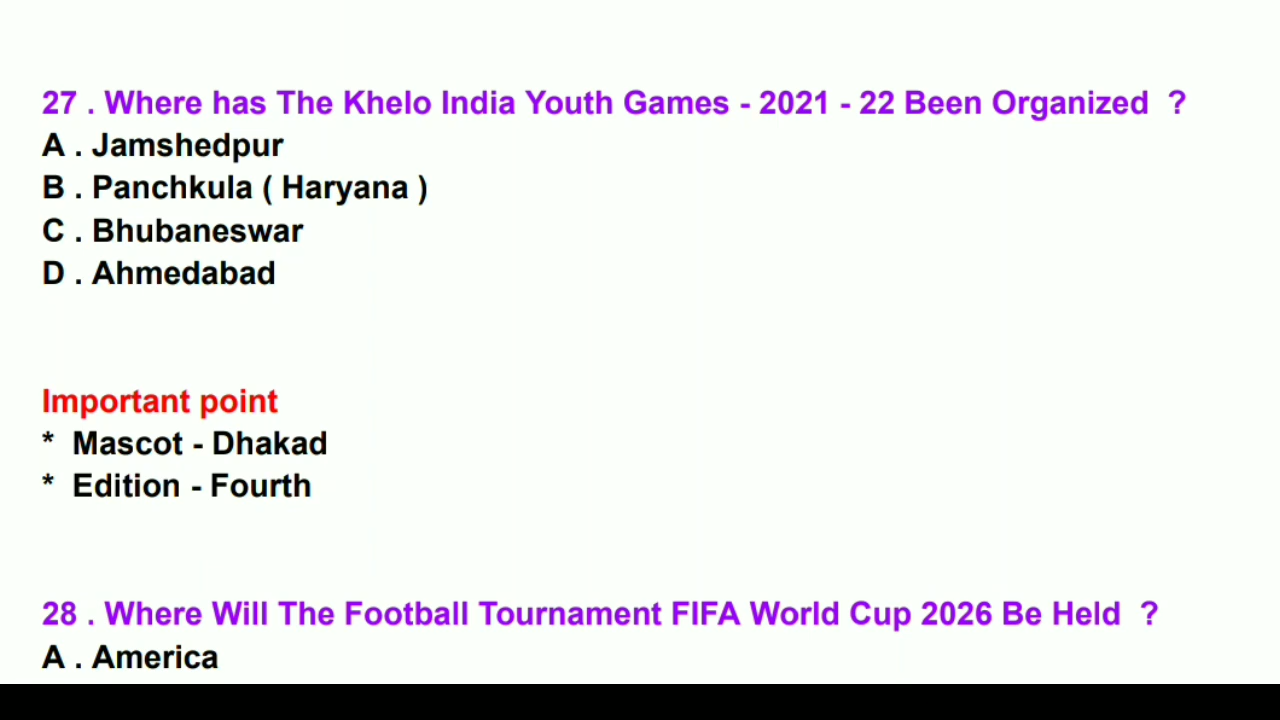 27 . Where has The Khelo India Youth Games - 2021 - 22 Been Organized  ?
A . Jamshedpur
B . Panchkula ( Haryana )
C . Bhubaneswar
D . Ahmedabad
Important point
*  Mascot - Dhakad
*  Edition - Fourth
28 . Where Will The Football Tournament FIFA World Cup 2026 Be Held  ?
A . America